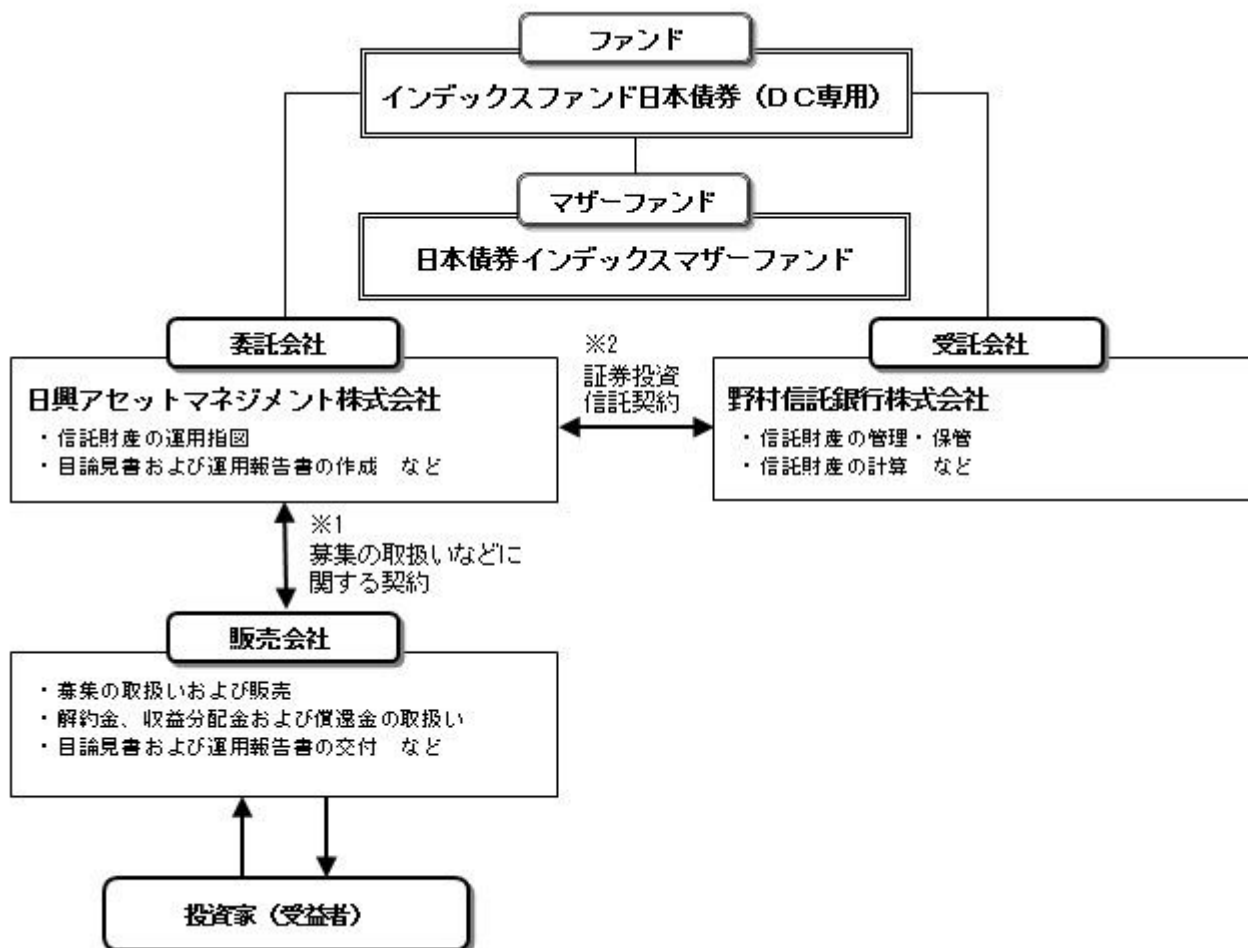 ファンド
インデックスファンド日本債券（ＤＣ専用）
マザーファンド
日本債券インデックスマザーファンド
委託会社
日興アセットマネジメント株式会社
・信託財産の運用指図
・目論見書および運用報告書の作成　など
※2
証券投資
信託契約
受託会社
野村信託銀行株式会社
・信託財産の管理・保管
・信託財産の計算　など
※1
募集の取扱いなどに
関する契約
販売会社
・募集の取扱いおよび販売
・解約金、収益分配金および償還金の取扱い
・目論見書および運用報告書の交付　など
投資家（受益者）